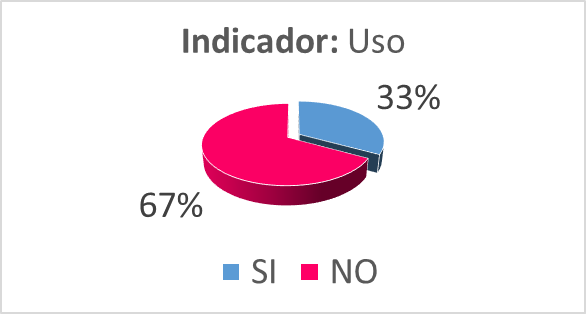 Indicador: Uso
33%
67%
SI NO